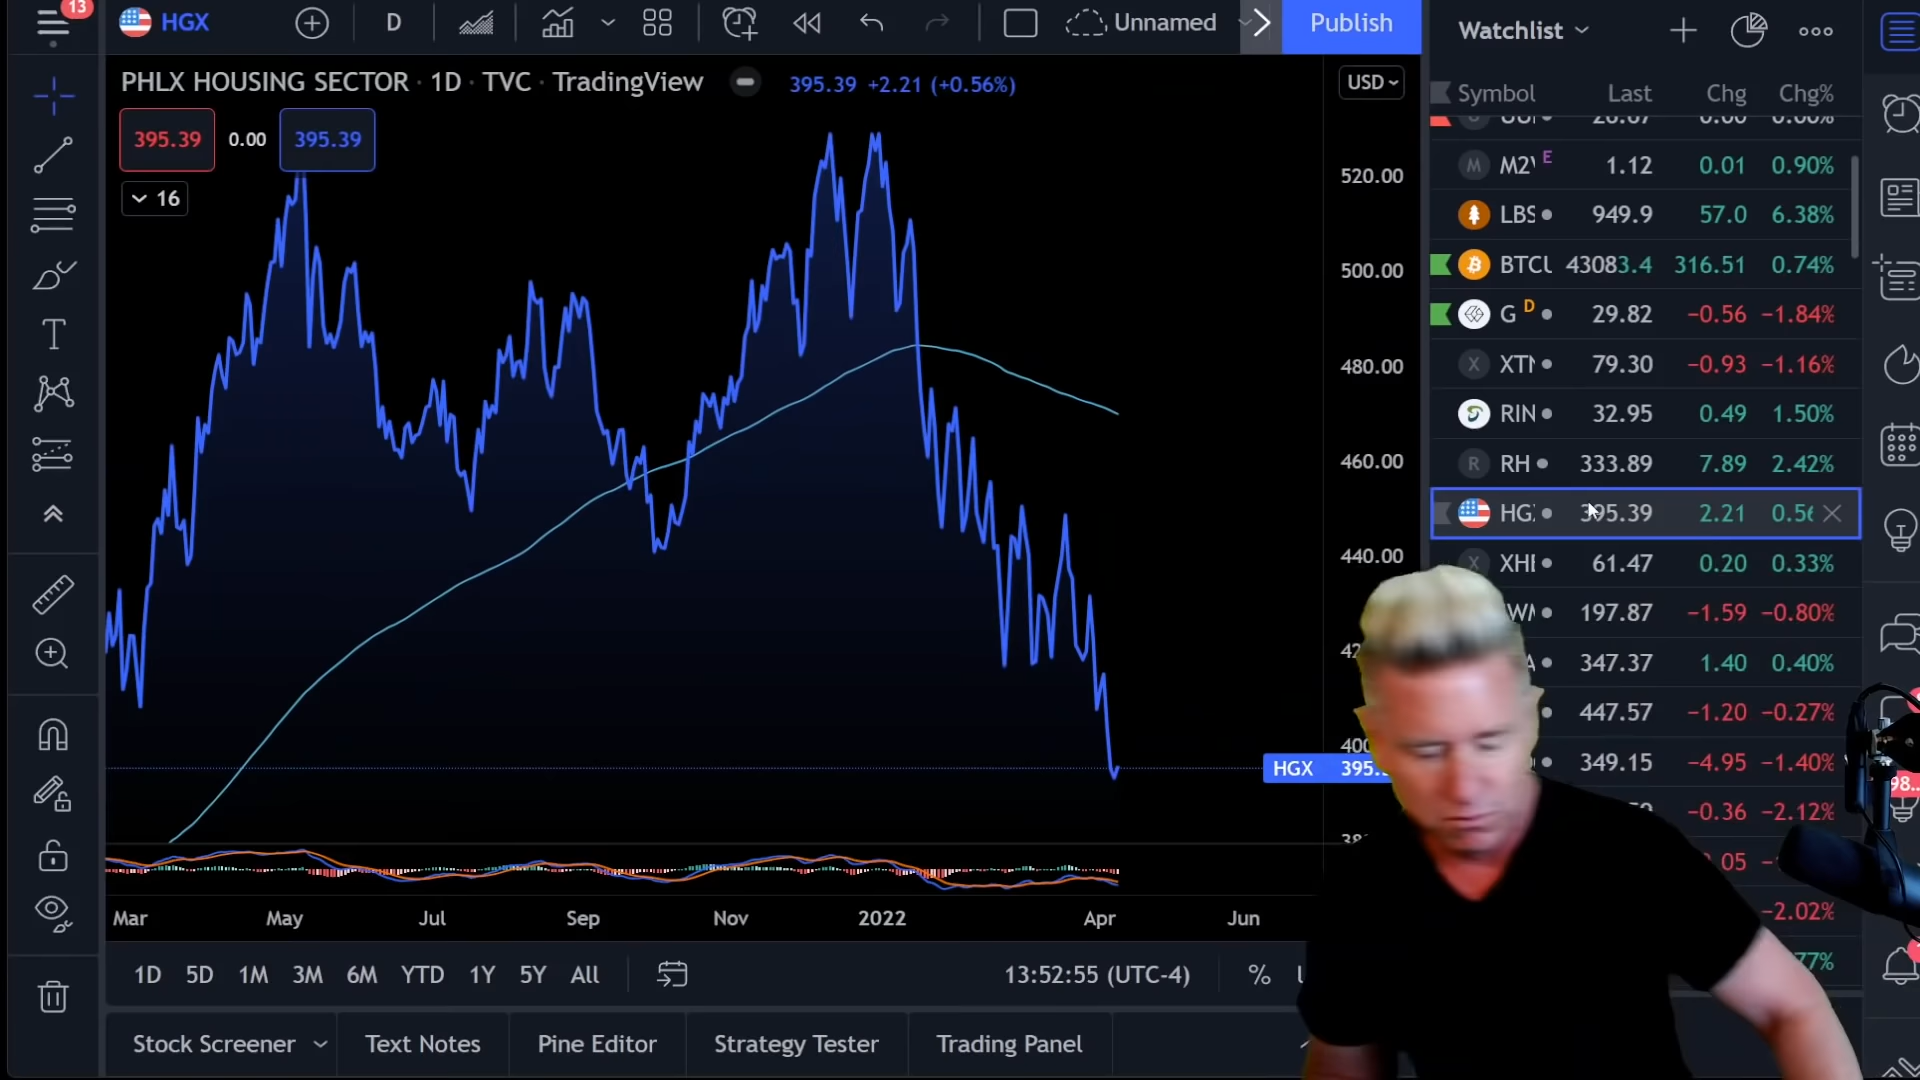 13
HGX
D
Unnamed
Publish
Watchlist
PHLX HOUSING SECTOR · 1D · TVC · TradingView
395.39 +2.21 (+0.56%)
USD
395.39
0.00
395.39
16
Symbol Last Chg Chg%
M2 E 1.12 0.01 0.90%
LBS 949.9 57.0 6.38%
BTCU 43083.4 316.51 0.74%
G D 29.82 −0.56 −1.84%
XTN 79.30 −0.93 −1.16%
RIN 32.95 0.49 1.50%
RH 333.89 7.89 2.42%
HG 395.39 2.21 0.56
XH 61.47 0.20 0.33%
197.87 −1.59 −0.80%
347.37 1.40 0.40%
447.57 −1.20 −0.27%
349.15 −4.95 −1.40%
−0.36 −2.12%
−2.02%
520.00
500.00
480.00
460.00
440.00
HGX
Mar May Jul Sep Nov 2022 Apr Jun
1D 5D 1M 3M 6M YTD 1Y 5Y All
13:52:55 (UTC-4)
%
Stock Screener
Text Notes
Pine Editor
Strategy Tester
Trading Panel